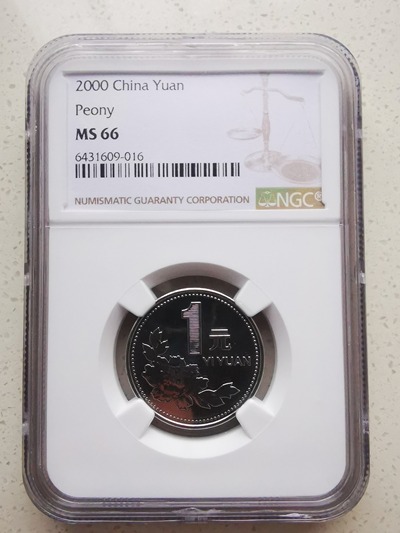 2000 China Yuan
Peony
MS 66
6431609-016
NUMISMATIC GUARANTY CORPORATION
NGC
1元
YI YUAN